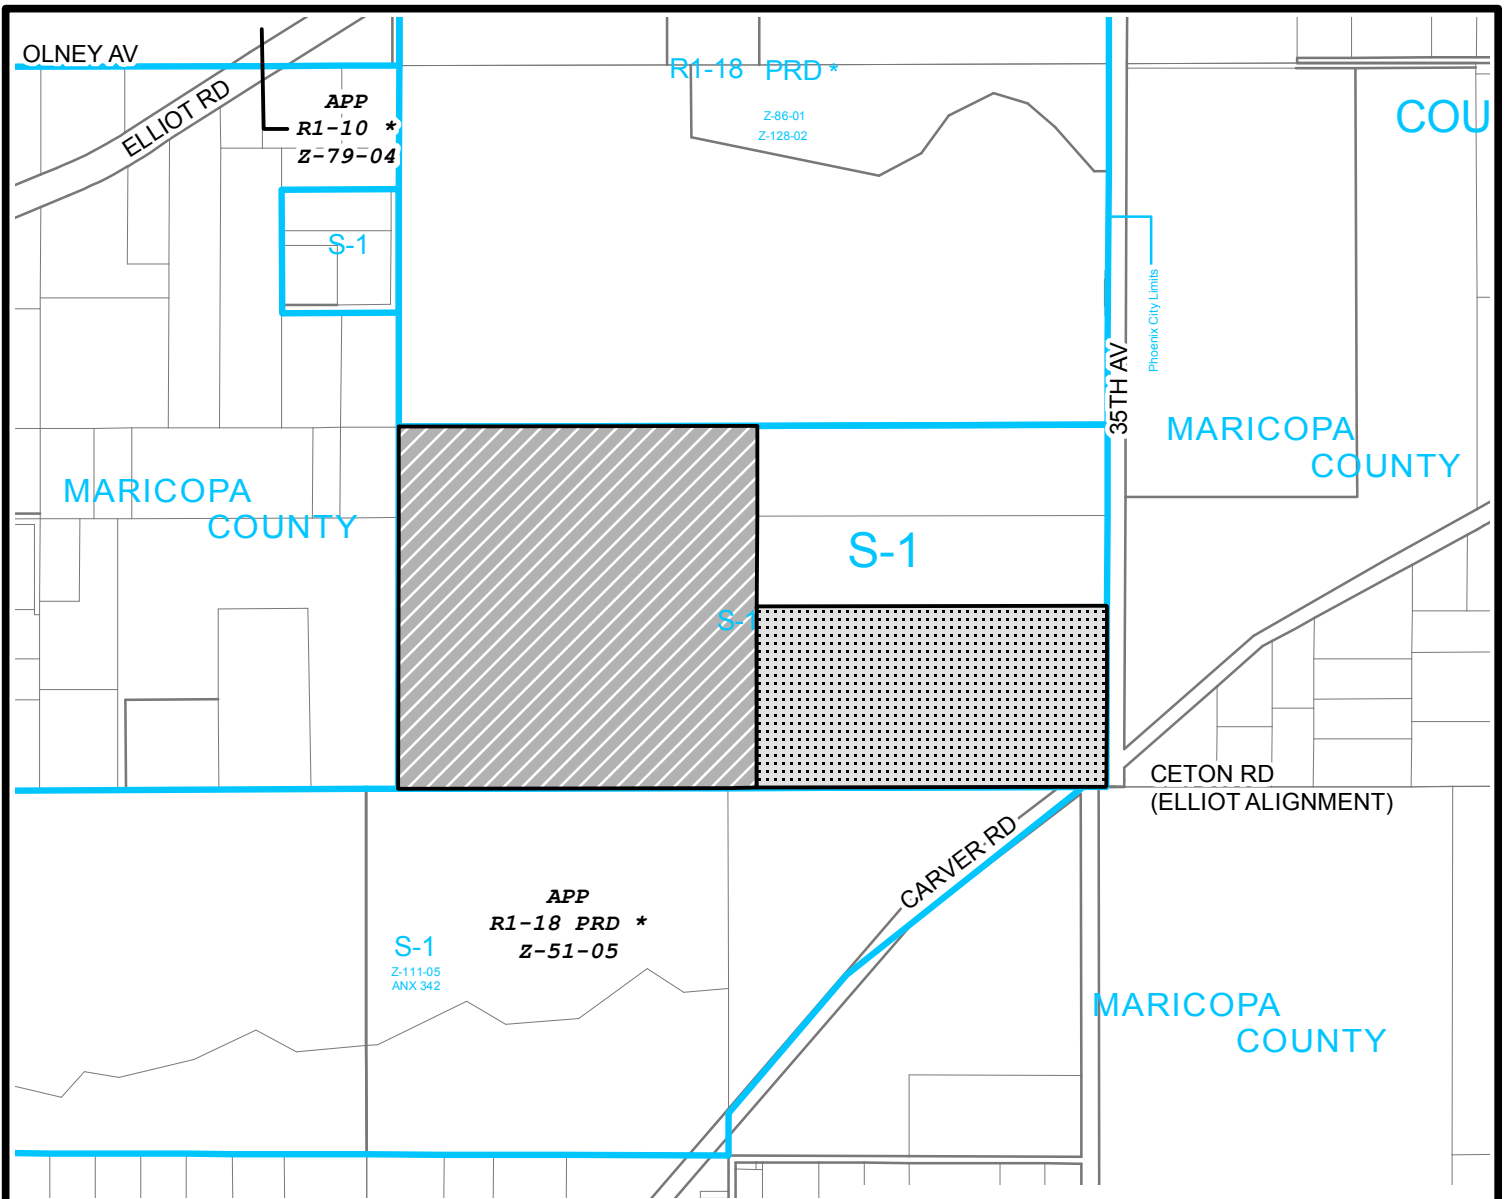 OLNEY AV
ELLIOT RD
APP
R1-10 *
Z-79-04
R1-18 PRD *
Z-86-01
Z-128-02
COU
S-1
Phoenix City Limits
35TH AV
MARICOPA
COUNTY
MARICOPA
COUNTY
S-1
S-1
CETON RD
(ELLIOT ALIGNMENT)
CARVER RD
APP
R1-18 PRD *
Z-51-05
S-1
Z-111-05
ANX 342
MARICOPA
COUNTY